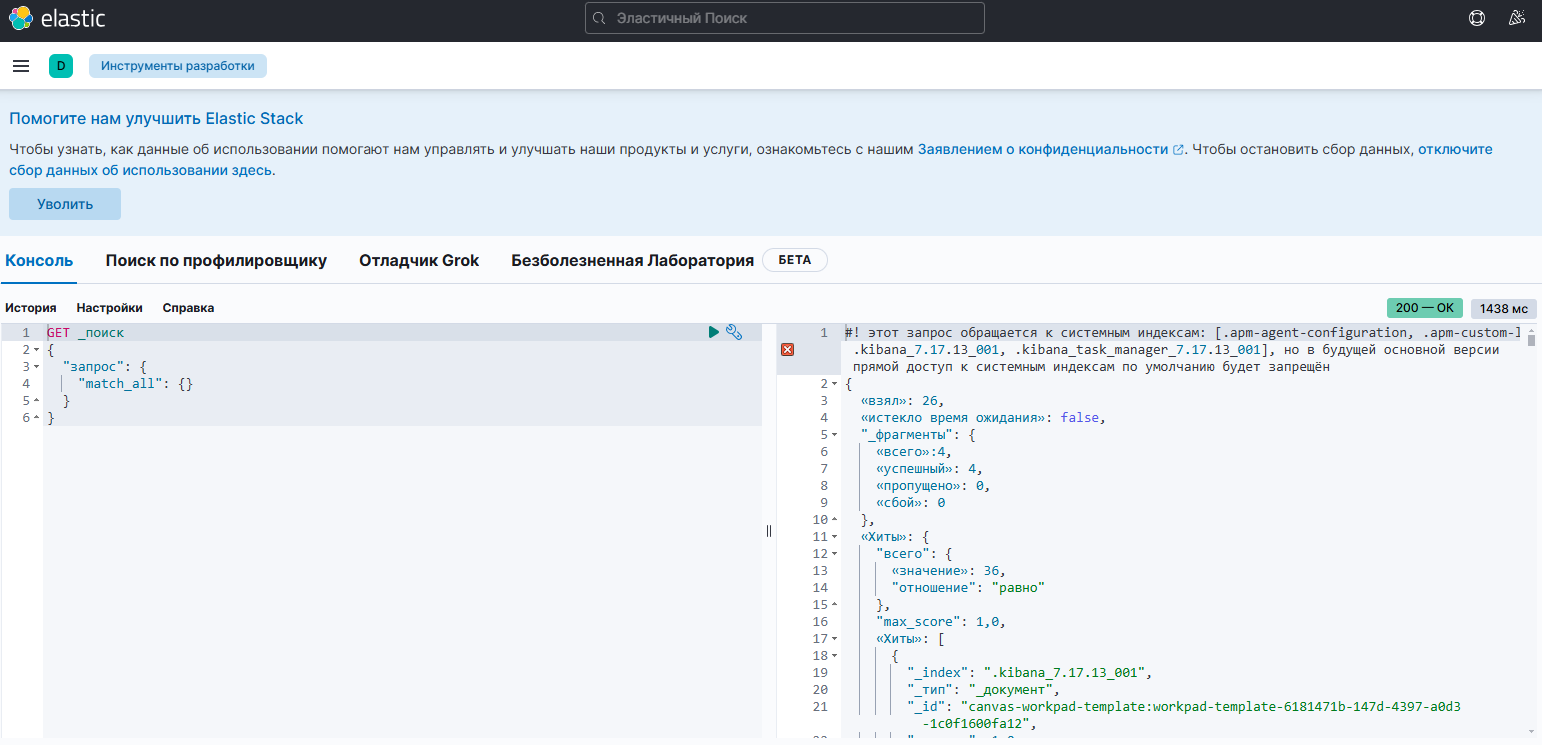 elastic
Эластичный Поиск
D
Инструменты разработки
Помогите нам улучшить Elastic Stack
Чтобы узнать, как данные об использовании помогают нам управлять и улучшать наши продукты и услуги, ознакомьтесь с нашим Заявлением о конфиденциальности. Чтобы остановить сбор данных, отключите
сбор данных об использовании здесь.
Уволить
Консоль Поиск по профилировщику Отладчик Grok Безболезненная Лаборатория БЕТА
История Настройки Справка
200 — ОК 1438 мс
1 GET _поиск
2 {
3 "запрос": {
4 "match_all": {}
5 }
6 }
1 #! этот запрос обращается к системным индексам: [.apm-agent-configuration, .apm-custom-l
.kibana_7.17.13_001, .kibana_task_manager_7.17.13_001], но в будущей основной версии
прямой доступ к системным индексам по умолчанию будет запрещён
2 {
3 «взял»: 26,
4 «истекло время ожидания»: false,
5 "_фрагменты": {
6 «всего»:4,
7 «успешный»: 4,
8 «пропущено»: 0,
9 «сбой»: 0
10 },
11 «Хиты»: {
12 "всего": {
13 «значение»: 36,
14 "отношение": "равно"
15 },
16 "max_score": 1,0,
17 «Хиты»: [
18 {
19 "_index": ".kibana_7.17.13_001",
20 "_тип": "_документ",
21 "_id": "canvas-workpad-template:workpad-template-6181471b-147d-4397-a0d3
-1c0f1600fa12",